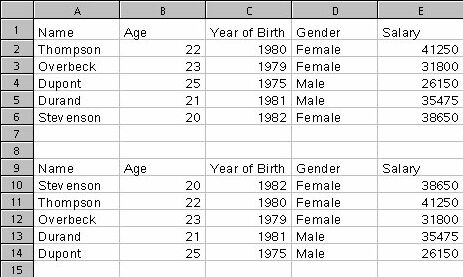 A B C D E
1 Name Age Year of Birth Gender Salary
2 Thompson 22 1980 Female 41250
3 Overbeck 23 1979 Female 31800
4 Dupont 25 1975 Male 26150
5 Durand 21 1981 Male 35475
6 Stevenson 20 1982 Female 38650
7
8
9 Name Age Year of Birth Gender Salary
10 Stevenson 20 1982 Female 38650
11 Thompson 22 1980 Female 41250
12 Overbeck 23 1979 Female 31800
13 Durand 21 1981 Male 35475
14 Dupont 25 1975 Male 26150
15